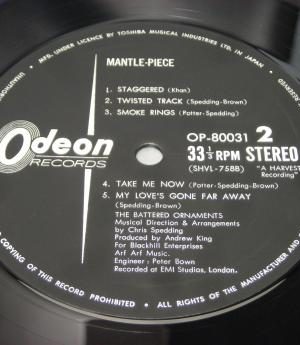 MFD. UNDER LICENCE BY TOSHIBA MUSICAL INDUSTRIES LTD. IN JAPAN
MANTLE-PIECE
1. STAGGERED (Khan)
2. TWISTED TRACK (Spedding-Brown)
3. SMOKE RINGS (Potter-Spedding)
Odeon
RECORDS
OP-80031 2
33 1/3 RPM STEREO
(SHVL-758B) "A HARVEST
Recording"
4. TAKE ME NOW (Potter-Spedding)
5. MY LOVE'S GONE FAR AWAY
(Spedding-Brown)
THE BATTERED ORNAMENTS
Musical Direction & Arrangements
by Chris Spedding
Produced by Andrew King
For Blackhill Enterprises
Arf Arf Music.
Engineer: Peter Bown
Recorded at EMI Studios, London.
COPYING OF THIS RECORD PROHIBITED • ALL RIGHTS OF THE MANUFACTURER AND